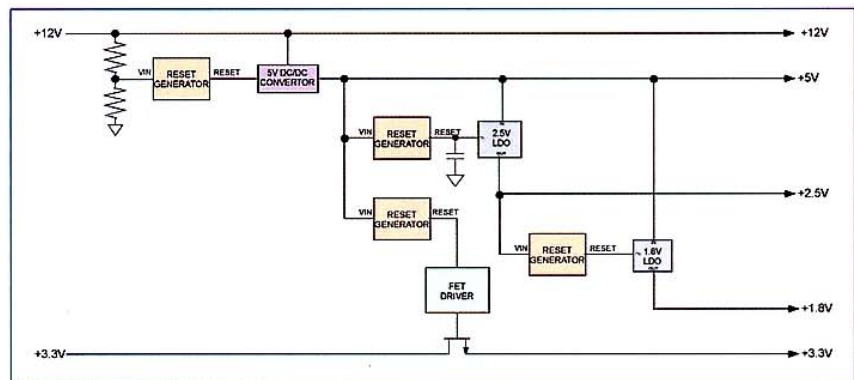 +12V
+12V
VIN
RESET
GENERATOR
RESET
5V DC/DC
CONVERTOR
+5V
VIN
RESET
GENERATOR
RESET
2.5V
LDO
OUT
+2.5V
VIN
RESET
GENERATOR
RESET
VIN
RESET
GENERATOR
RESET
1.8V
LDO
OUT
FET
DRIVER
+1.8V
+3.3V
+3.3V